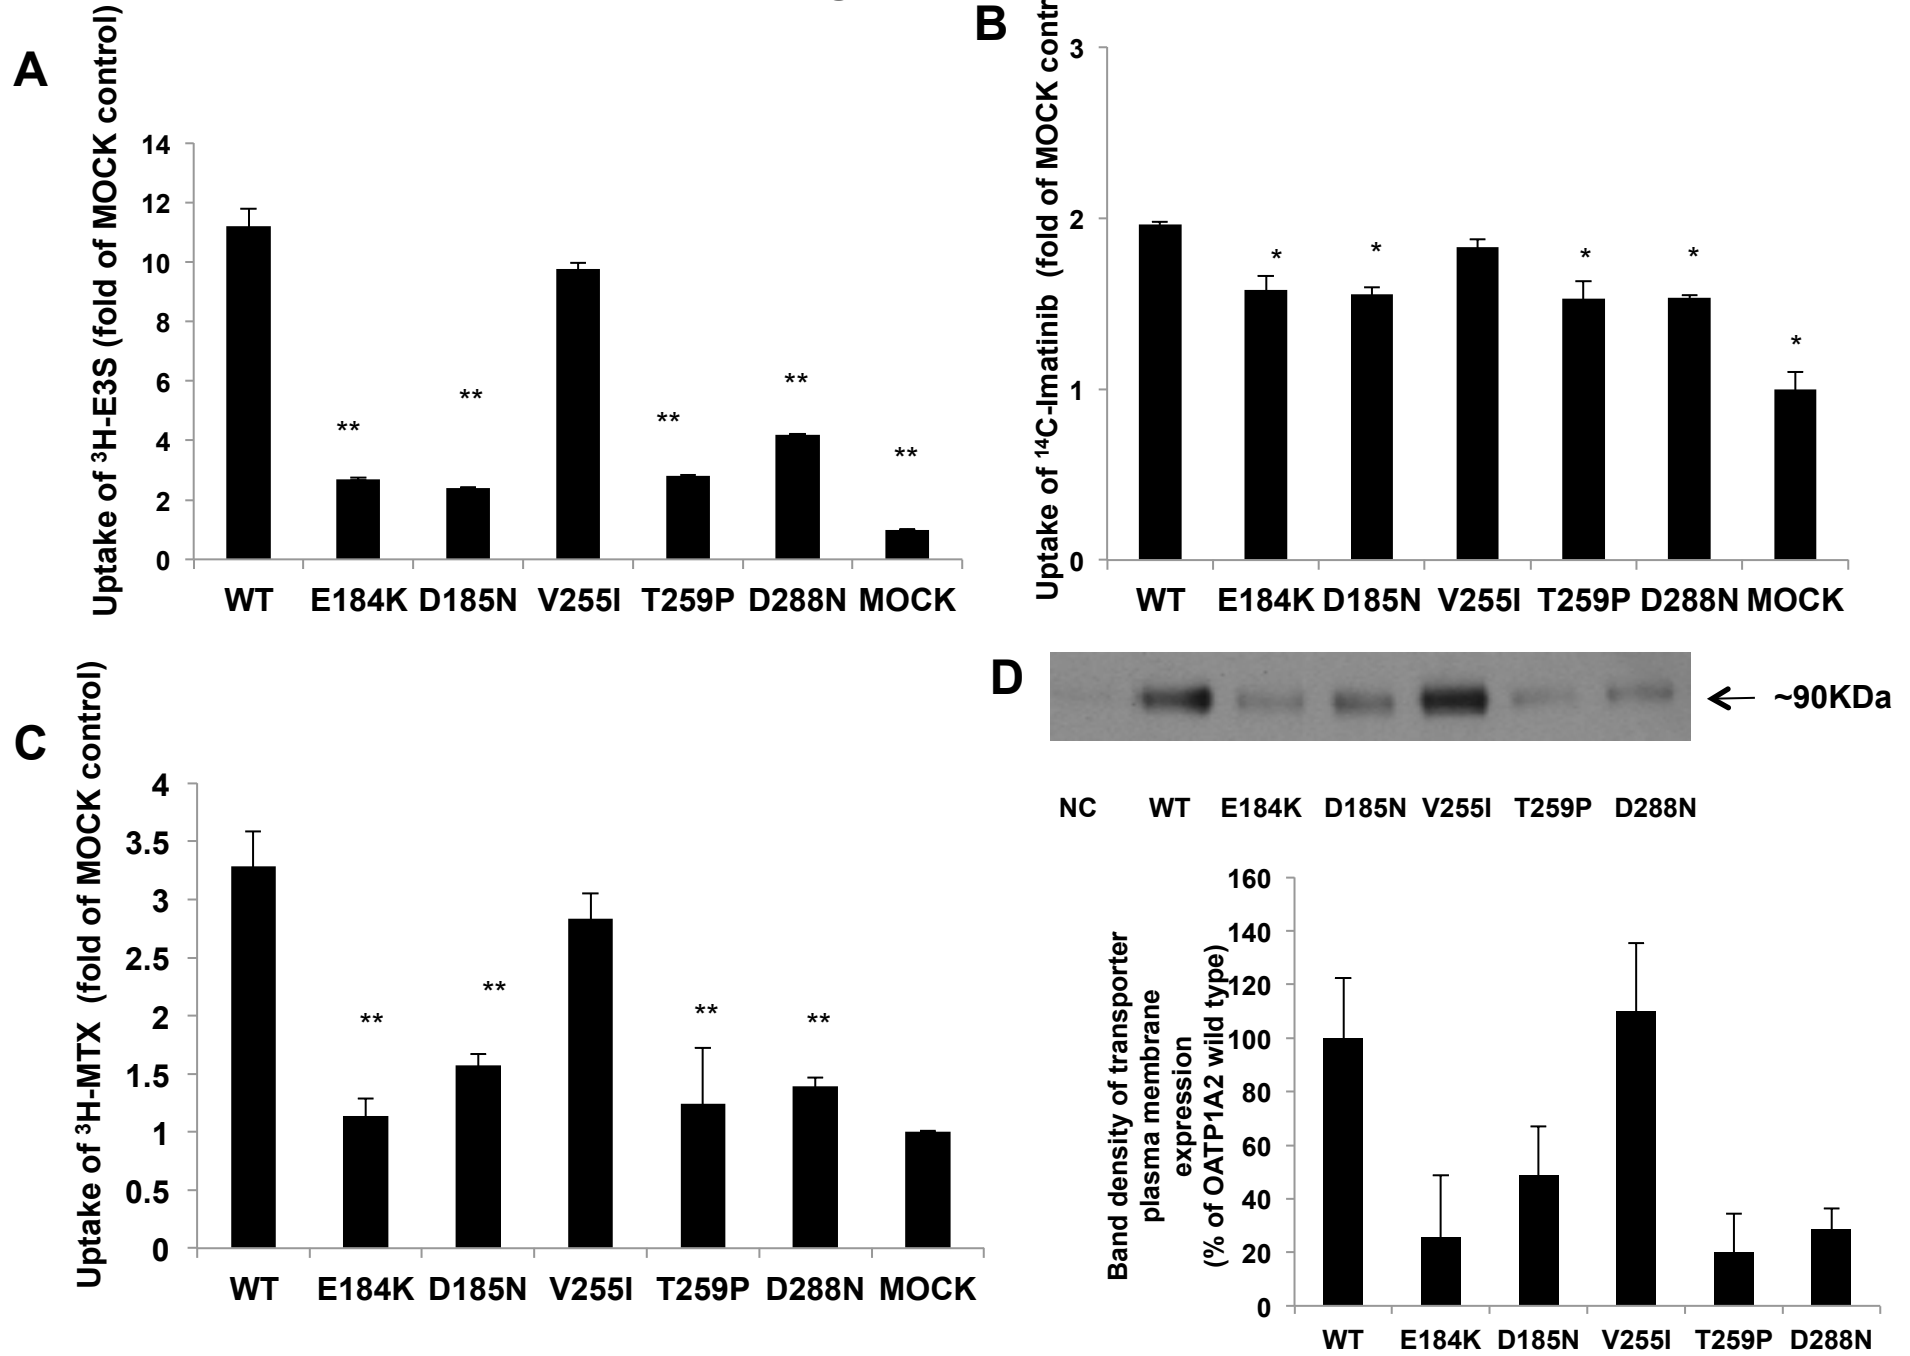 A
Uptake of ³H-E3S (fold of MOCK control)
14
12
10
8
6
4
2
0
**
**
**
**
**
WT E184K D185N V255I T259P D288N MOCK
B
Uptake of ¹⁴C-Imatinib (fold of MOCK cont
3
2
1
0
*
*
*
*
*
WT E184K D185N V255I T259P D288N MOCK
C
Uptake of ³H-MTX (fold of MOCK control)
4
3.5
3
2.5
2
1.5
1
0.5
0
**
**
**
**
WT E184K D185N V255I T259P D288N MOCK
D
~90KDa
NC WT E184K D185N V255I T259P D288N
Band density of transporter
plasma membrane
expression
(% of OATP1A2 wild type)
160
140
120
100
80
60
40
20
0
WT E184K D185N V255I T259P D288N